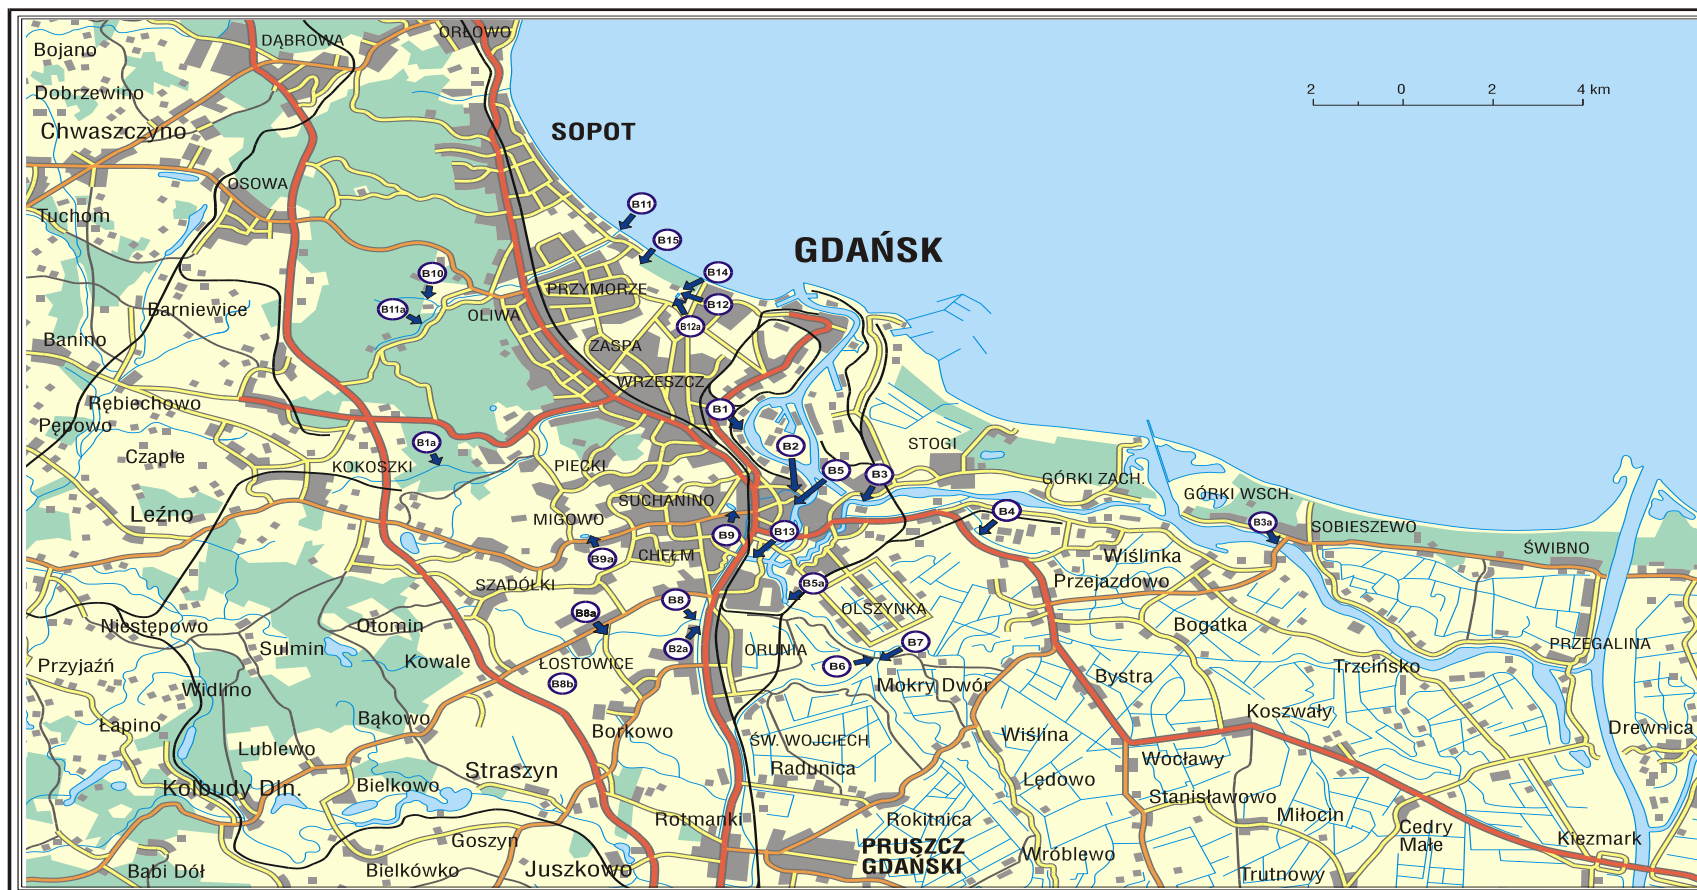 ORŁOWO
DĄBROWA
Bojano
Dobrzewino
2 0 2 4 km
Chwaszczyno
SOPOT
OSOWA
B11
Tuchom
B15
GDAŃSK
B10
B14
PRZYMORZE
B12
B11a
Barniewice
OLIWA
B12a
Banino
ZASPA
WRZESZCZ
Rębiechowo
B1
Pępowo
B1a
B2
STOGI
Czaple
KOKOSZKI
PIECKI
B5
B3
GÓRKI ZACH.
GÓRKI WSCH.
SUCHANINO
Leźno
MIGOWO
B4
B3a
SOBIESZEWO
B9
B13
ŚWIBNO
B9a
CHEŁM
Wiślinka
SZADÓŁKI
B5a
Przejazdowo
B8a
B8
OLSZYNKA
Niestępowo
Otomin
Bogatka
Sulmin
B2a
ORUNIA
B7
PRZEGALINA
Przyjaźń
Kowale
ŁOSTOWICE
B6
Trzcińsko
B8b
Mokry Dwór
Bystra
Widlino
Koszwały
Łapino
Bąkowo
Borkowo
Wiślina
Drewnica
ŚW. WOJCIECH
Lublewo
Radunica
Wocławy
Straszyn
Lędowo
Kolbudy Dln.
Bielkowo
Stanisławowo
Miłocin
Rotmanki
Rokitnica
Cedry
Małe
Kiezmark
Goszyn
PRUSZCZ
GDAŃSKI
Wróblewo
Babi Dół
Bielkówko
Juszkowo
Trutnowy